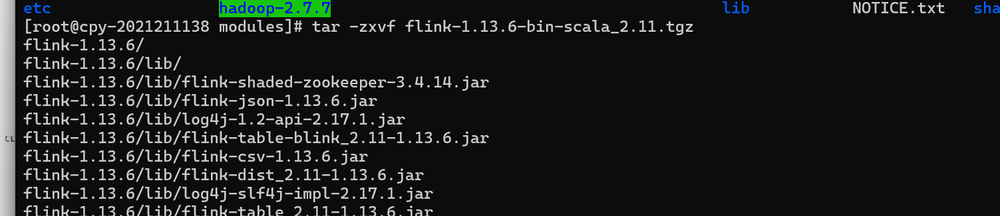 etc hadoop-2.7.7 lib NOTICE.txt sha
[root@cpy-2021211138 modules]# tar -zxvf flink-1.13.6-bin-scala_2.11.tgz
flink-1.13.6/
flink-1.13.6/lib/
flink-1.13.6/lib/flink-shaded-zookeeper-3.4.14.jar
flink-1.13.6/lib/flink-json-1.13.6.jar
flink-1.13.6/lib/log4j-1.2-api-2.17.1.jar
flink-1.13.6/lib/flink-table-blink_2.11-1.13.6.jar
flink-1.13.6/lib/flink-csv-1.13.6.jar
flink-1.13.6/lib/flink-dist_2.11-1.13.6.jar
flink-1.13.6/lib/log4j-slf4j-impl-2.17.1.jar
flink-1.13.6/lib/flink-table_2.11-1.13.6.jar